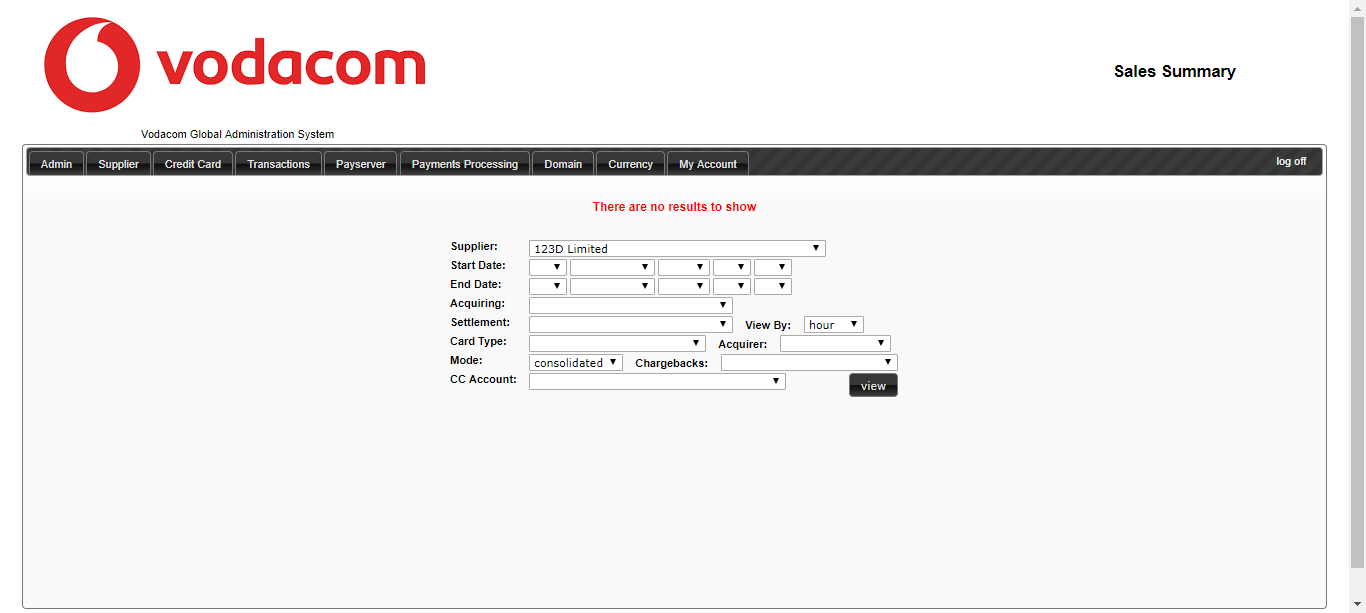 vodacom
Sales Summary
Vodacom Global Administration System
Admin Supplier Credit Card Transactions Payserver Payments Processing Domain Currency My Account log off
There are no results to show
Supplier: 123D Limited
Start Date:
End Date:
Acquiring:
Settlement: View By: hour
Card Type: Acquirer:
Mode: consolidated Chargebacks:
CC Account: view